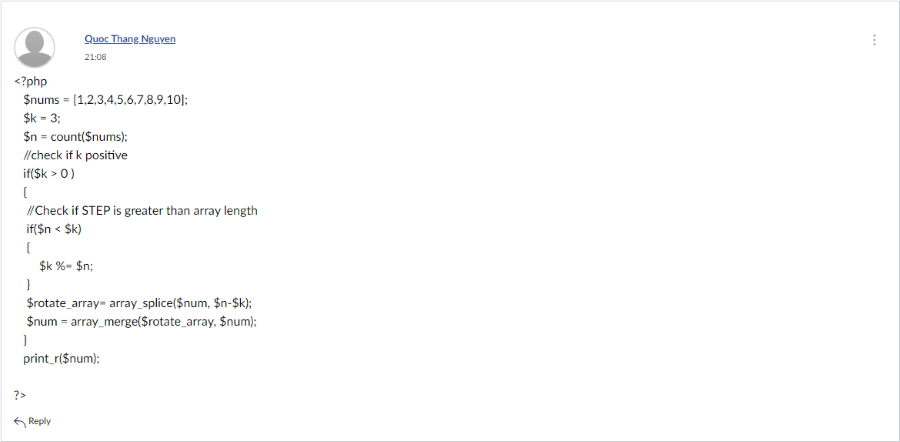 Quoc Thang Nguyen
21:08
<?php
$nums = [1,2,3,4,5,6,7,8,9,10];
$k = 3;
$n = count($nums);
//check if k positive
if($k > 0 )
{
//Check if STEP is greater than array length
if($n < $k)
{
$k %= $n;
}
$rotate_array= array_splice($num, $n-$k);
$num = array_merge($rotate_array, $num);
}
print_r($num);
?>
Reply